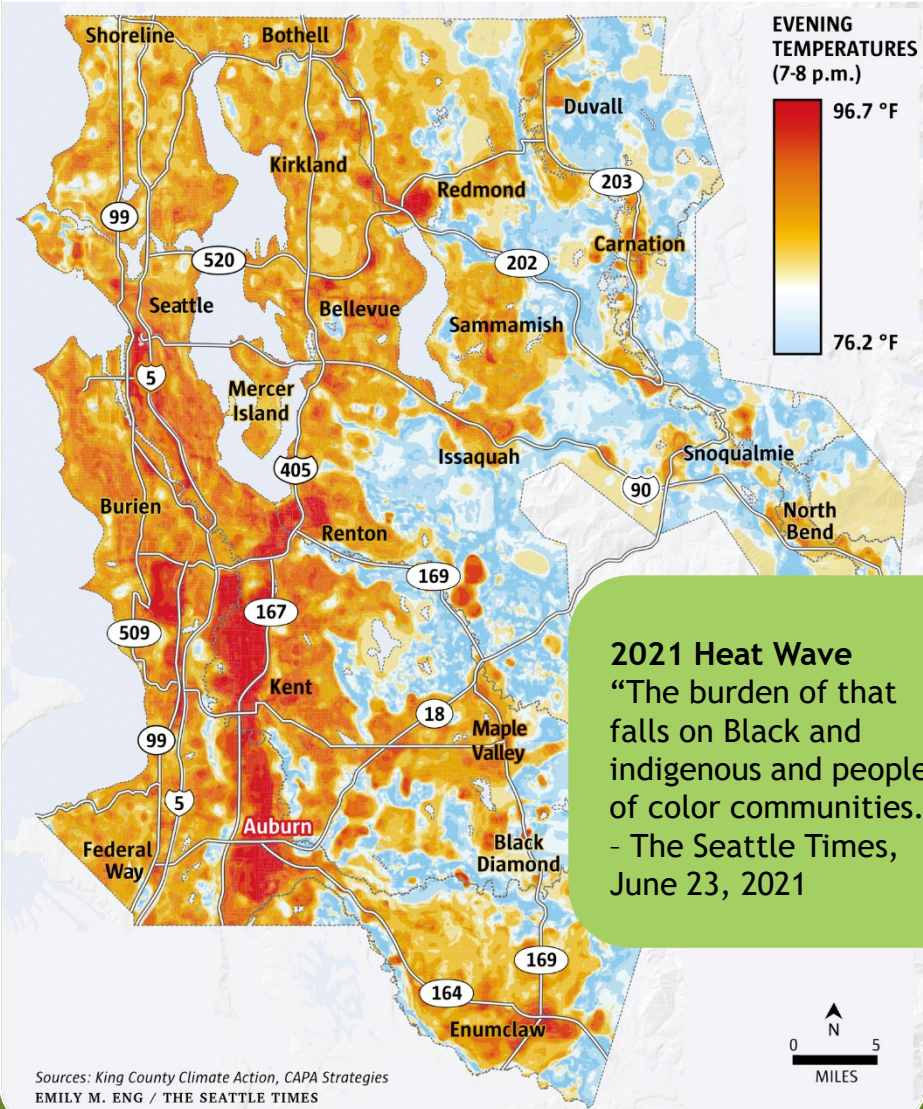 EVENING
TEMPERATURES
(7-8 p.m.)
96.7 °F
76.2 °F
Shoreline
Bothell
Duvall
Kirkland
Redmond
203
99
Carnation
520
202
Seattle
Bellevue
Sammamish
5
Mercer
Island
405
Issaquah
Snoqualmie
90
Burien
Renton
North
Bend
169
167
509
Kent
18
99
Maple
Valley
5
Auburn
Federal
Way
Black
Diamond
169
164
Enumclaw
2021 Heat Wave
“The burden of that
falls on Black and
indigenous and people
of color communities.
– The Seattle Times,
June 23, 2021
N
0 5
MILES
Sources: King County Climate Action, CAPA Strategies
EMILY M. ENG / THE SEATTLE TIMES